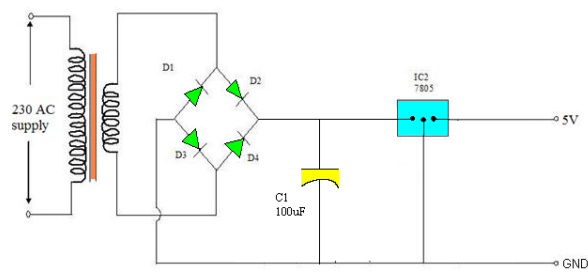 230 AC
supply
D1
D2
D3
D4
C1
100uF
IC2
7805
5V
GND